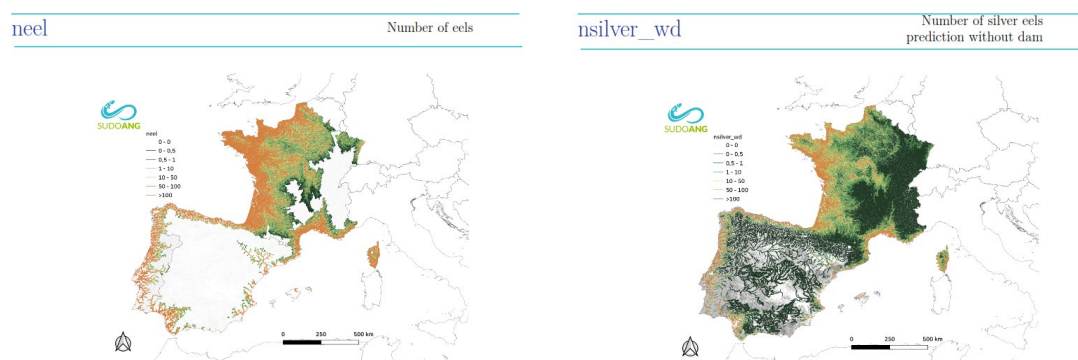 neel
Number of eels
SUDOANG
neel
0 - 0
0 - 0,5
0,5 - 1
1 - 10
10 - 50
50 - 100
>100
0 250 500 km
nsilver_wd
Number of silver eels
prediction without dam
SUDOANG
nsilver_wd
0 - 0
0 - 0,5
0,5 - 1
1 - 10
10 - 50
50 - 100
>100
0 250 500 km